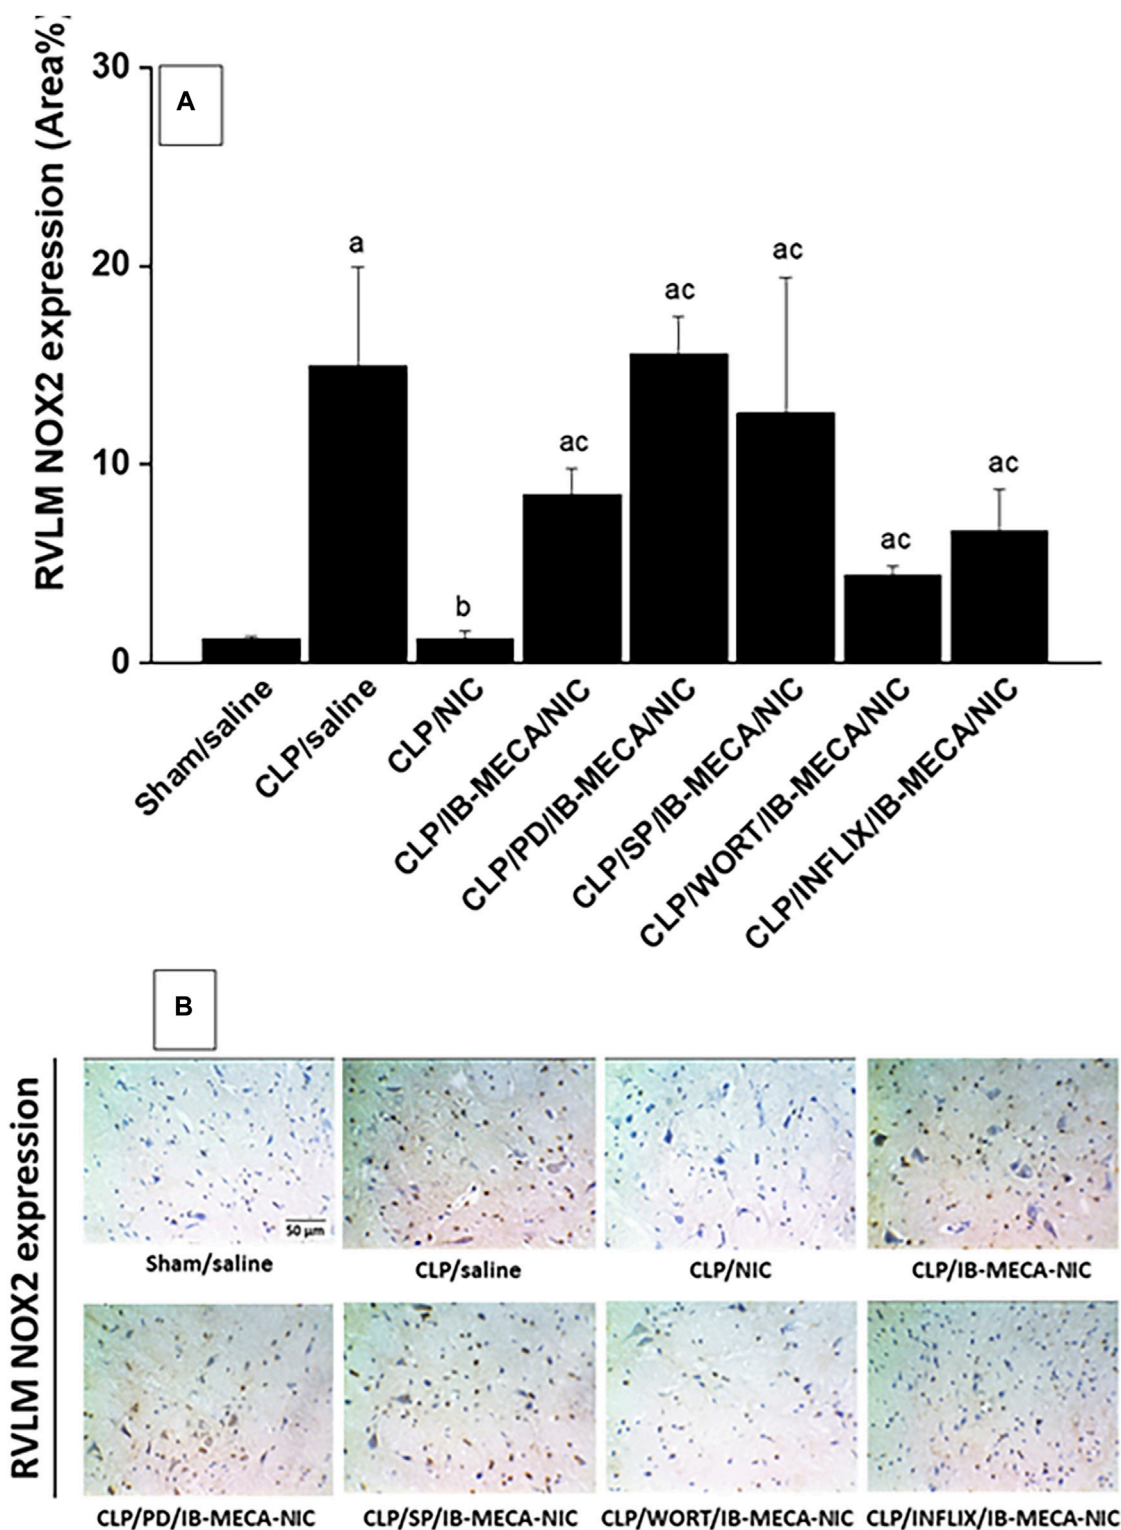 RVLM NOX2 expression (Area%)
A
30
20
10
0
a
b
ac
ac
ac
ac
ac
Sham/saline
CLP/saline
CLP/NIC
CLP/IB-MECA/NIC
CLP/PD/IB-MECA/NIC
CLP/SP/IB-MECA/NIC
CLP/WORT/IB-MECA/NIC
CLP/INFLIX/IB-MECA/NIC
B
RVLM NOX2 expression
50 µm
Sham/saline
CLP/saline
CLP/NIC
CLP/IB-MECA-NIC
CLP/PD/IB-MECA-NIC
CLP/SP/IB-MECA-NIC
CLP/WORT/IB-MECA-NIC
CLP/INFLIX/IB-MECA-NIC